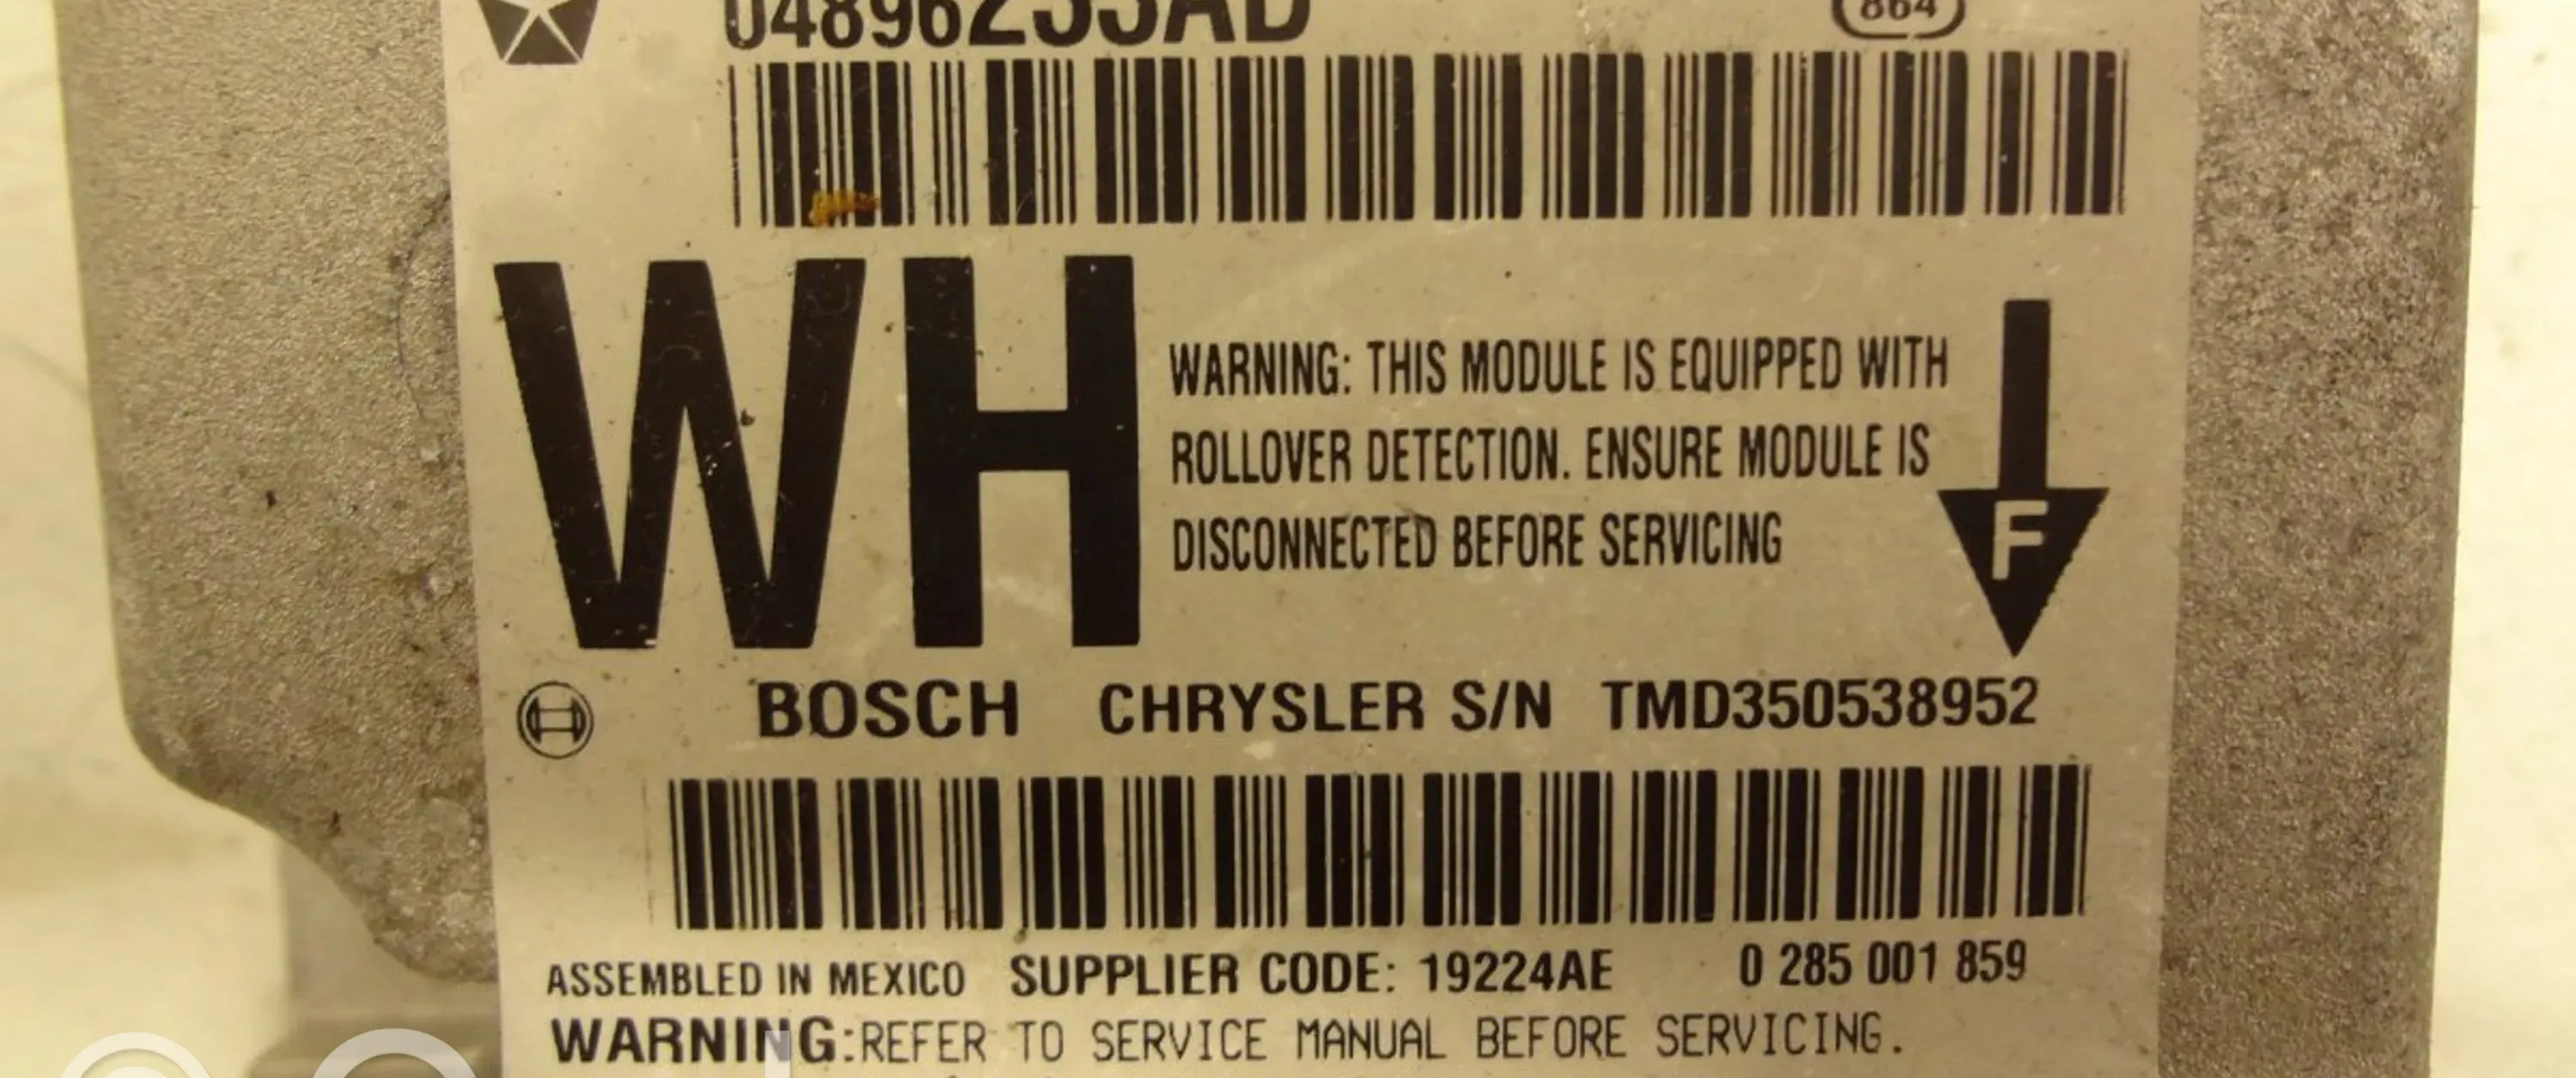 864
WH
WARNING: THIS MODULE IS EQUIPPED WITH
ROLLOVER DETECTION. ENSURE MODULE IS
DISCONNECTED BEFORE SERVICING
F
BOSCH CHRYSLER S/N TMD350538952
ASSEMBLED IN MEXICO SUPPLIER CODE: 19224AE 0 285 001 859
WARNING:REFER TO SERVICE MANUAL BEFORE SERVICING.